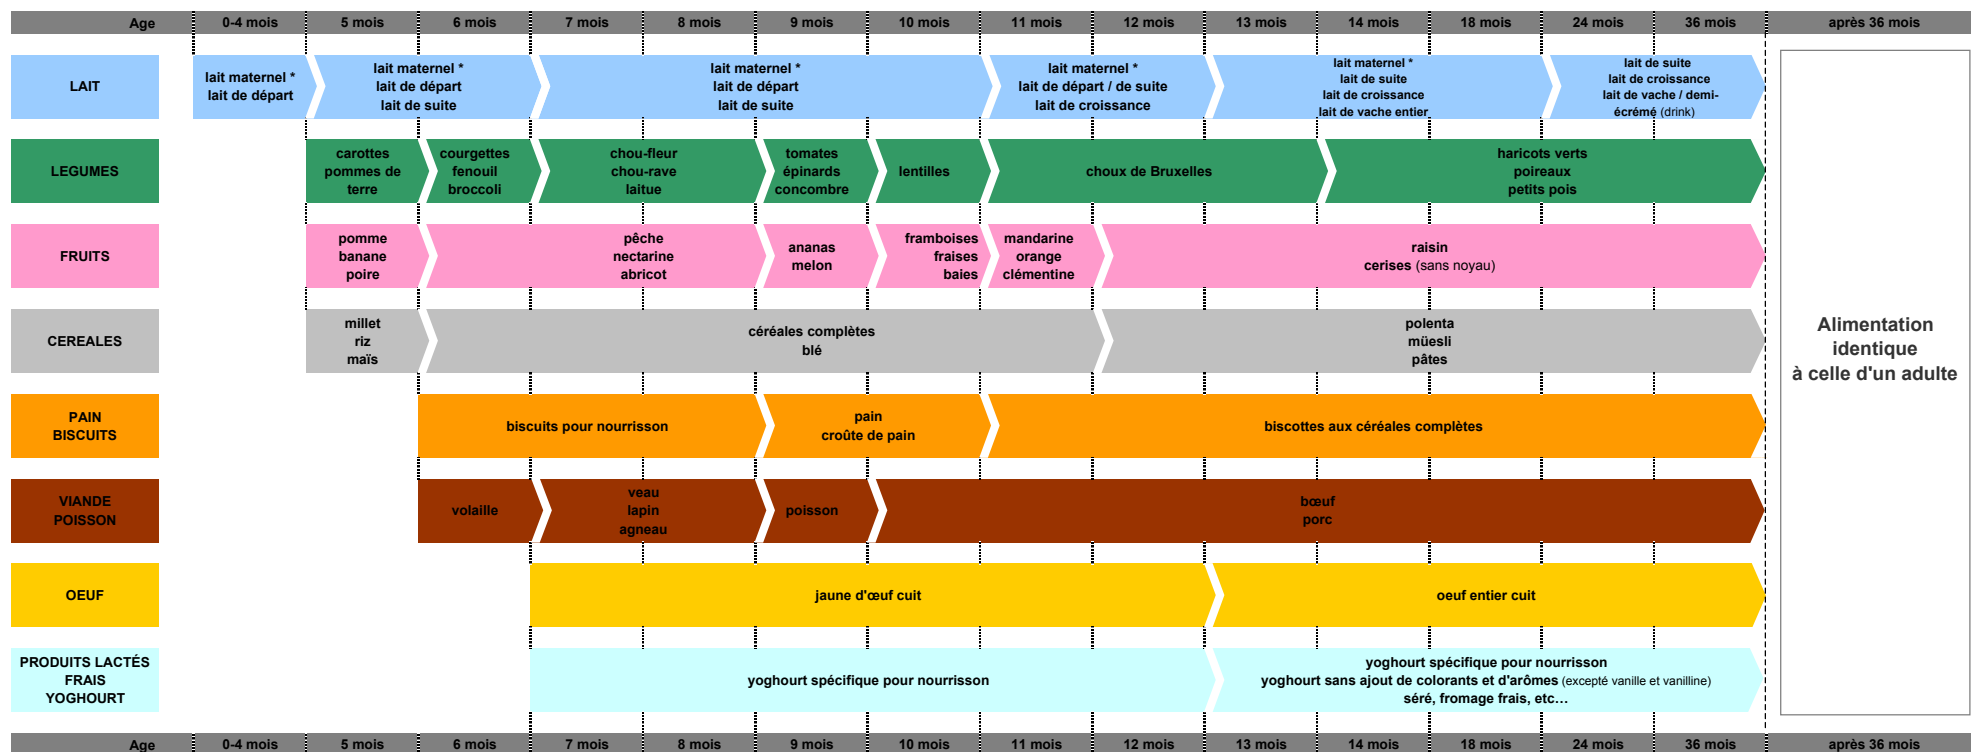 Age 0-4 mois 5 mois 6 mois 7 mois 8 mois 9 mois 10 mois 11 mois 12 mois 13 mois 14 mois 18 mois 24 mois 36 mois après 36 mois
LAIT
lait maternel *
lait de départ
lait maternel *
lait de départ
lait de suite
lait maternel *
lait de départ
lait de suite
lait maternel *
lait de départ / de suite
lait de croissance
lait maternel *
lait de suite
lait de croissance
lait de vache entier
lait de suite
lait de croissance
lait de vache / demi-
écrémé (drink)
LEGUMES
carottes
pommes de
terre
courgettes
fenouil
broccoli
chou-fleur
chou-rave
laitue
tomates
épinards
concombre
lentilles
choux de Bruxelles
haricots verts
poireaux
petits pois
FRUITS
pomme
banane
poire
pêche
nectarine
abricot
ananas
melon
framboises
fraises
baies
mandarine
orange
clémentine
raisin
cerises (sans noyau)
CEREALES
millet
riz
maïs
céréales complètes
blé
polenta
müesli
pâtes
PAIN
BISCUITS
biscuits pour nourrisson
pain
croûte de pain
biscottes aux céréales complètes
VIANDE
POISSON
volaille
veau
lapin
agneau
poisson
bœuf
porc
OEUF
jaune d'œuf cuit
oeuf entier cuit
PRODUITS LACTÉS
FRAIS
YOGHOURT
yoghourt spécifique pour nourrisson
yoghourt spécifique pour nourrisson
yoghourt sans ajout de colorants et d'arômes (excepté vanille et vanilline)
séré, fromage frais, etc…
Alimentation
identique
à celle d'un adulte
Age 0-4 mois 5 mois 6 mois 7 mois 8 mois 9 mois 10 mois 11 mois 12 mois 13 mois 14 mois 18 mois 24 mois 36 mois après 36 mois